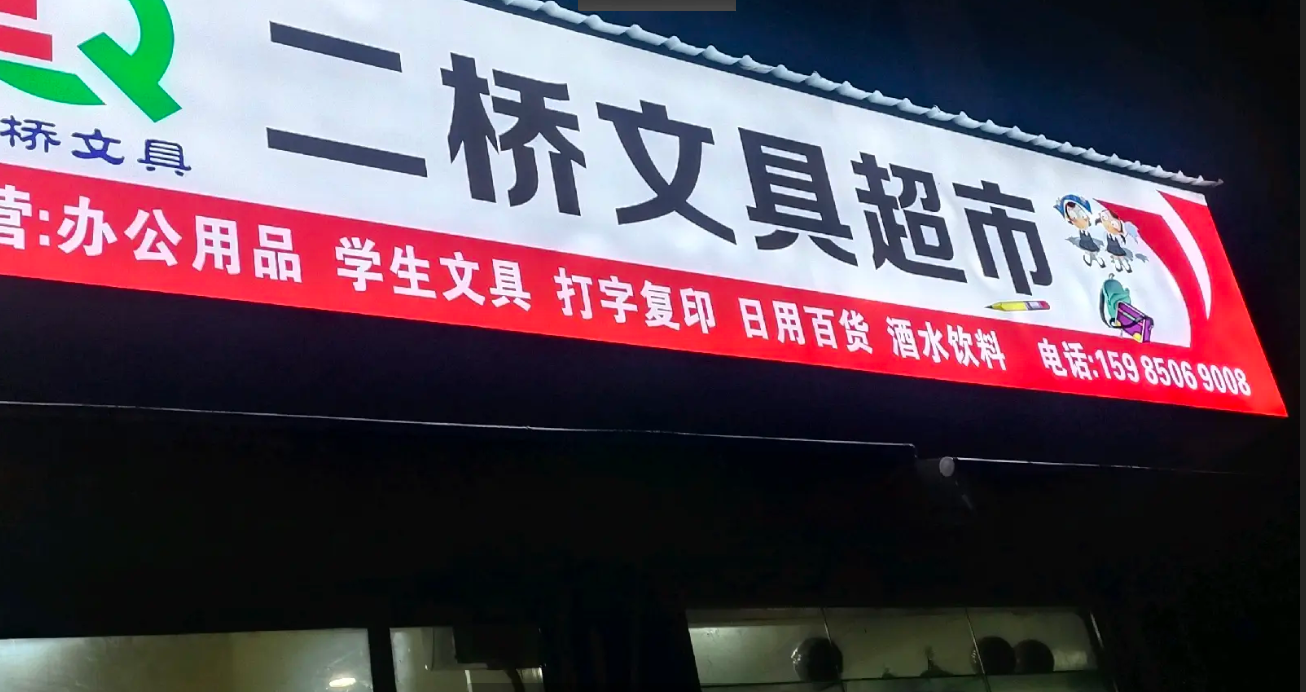 桥文具
二桥文具超市
营:办公用品 学生文具 打字复印 日用百货 酒水饮料 电话:159 8506 9008